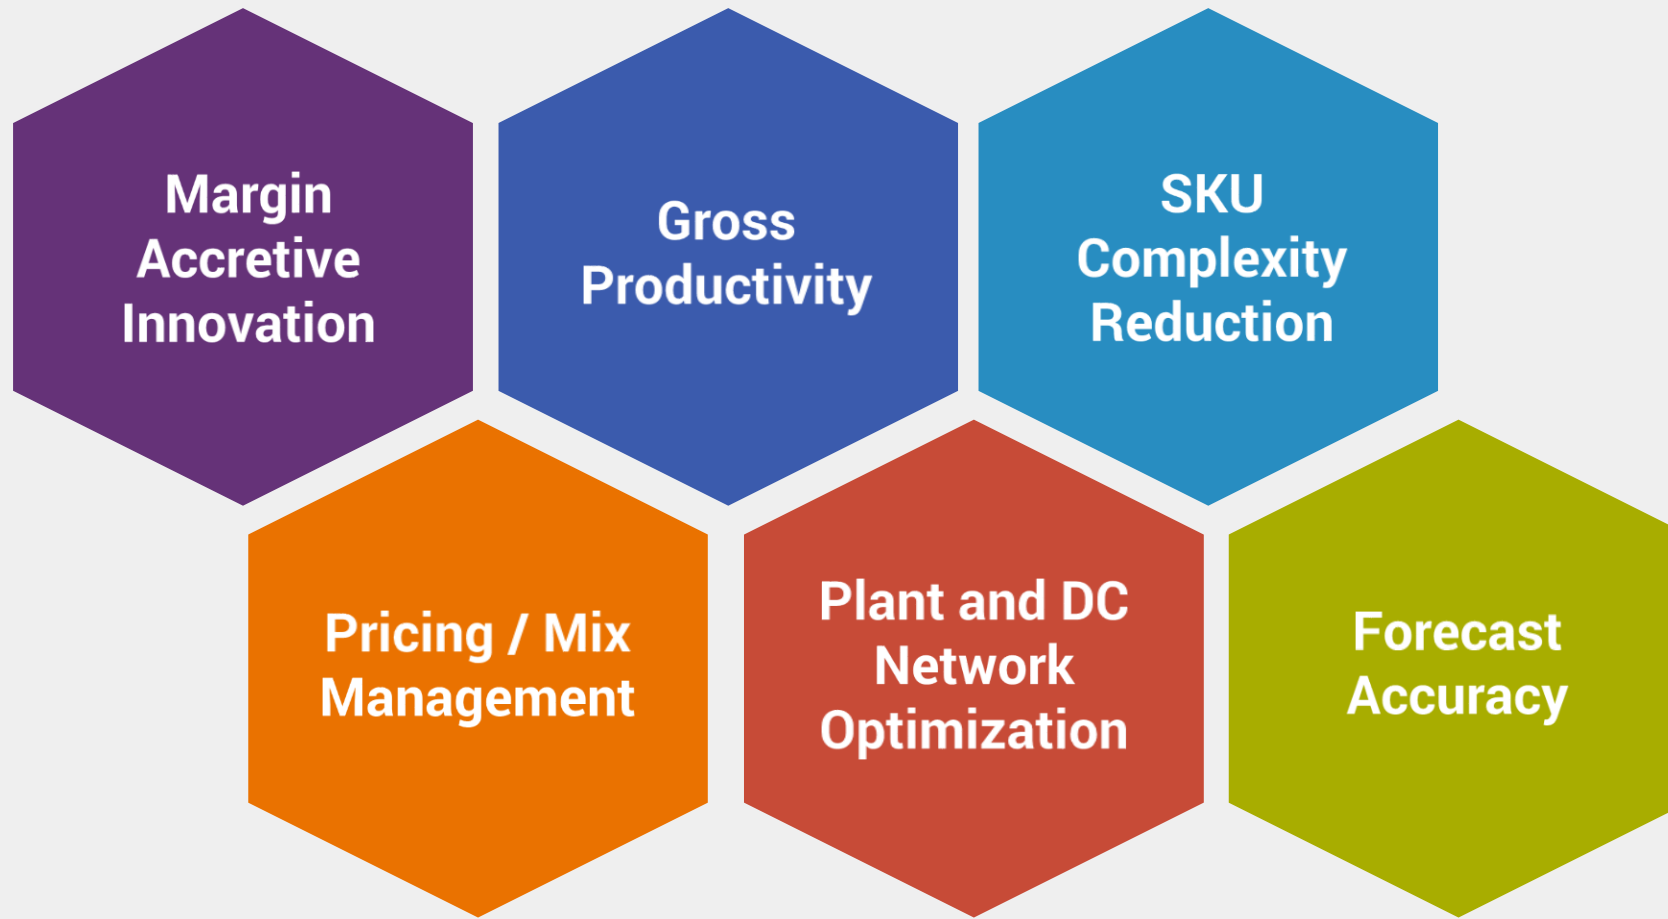 Margin
Accretive
Innovation
Gross
Productivity
SKU
Complexity
Reduction
Pricing / Mix
Management
Plant and DC
Network
Optimization
Forecast
Accuracy